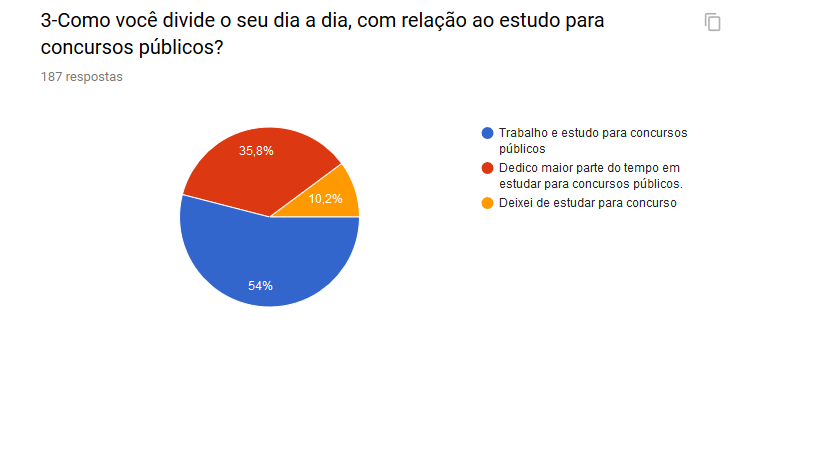 3-Como você divide o seu dia a dia, com relação ao estudo para
concursos públicos?
187 respostas
35,8%
10,2%
54%
Trabalho e estudo para concursos
públicos
Dedico maior parte do tempo em
estudar para concursos públicos.
Deixei de estudar para concurso